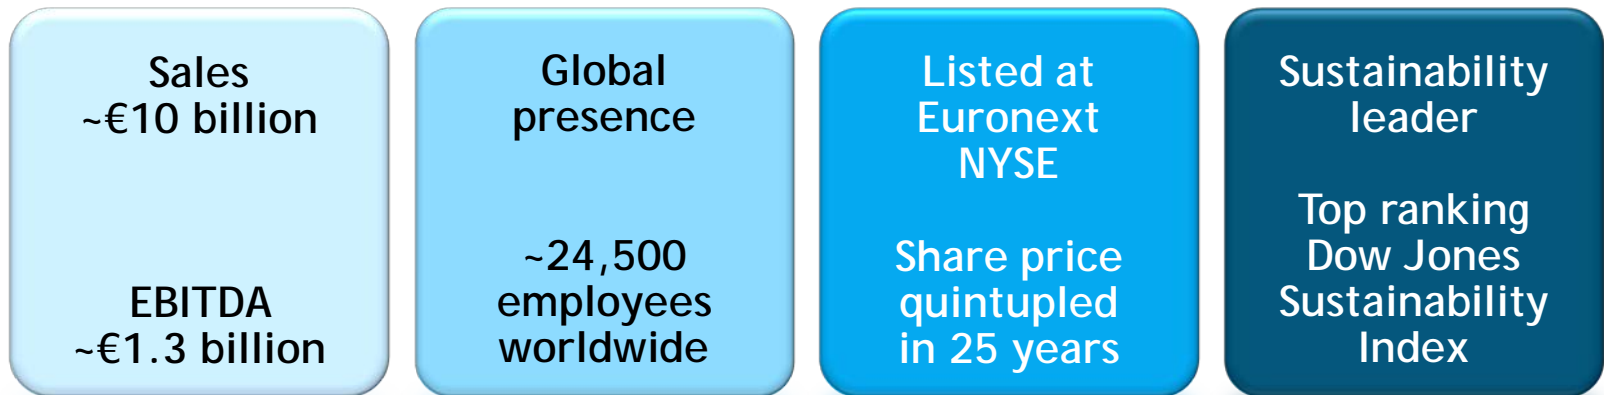 Sales
~€10 billion
EBITDA
~€1.3 billion
Global
presence
~24,500
employees
worldwide
Listed at
Euronext
NYSE
Share price
quintupled
in 25 years
Sustainability
leader
Top ranking
Dow Jones
Sustainability
Index